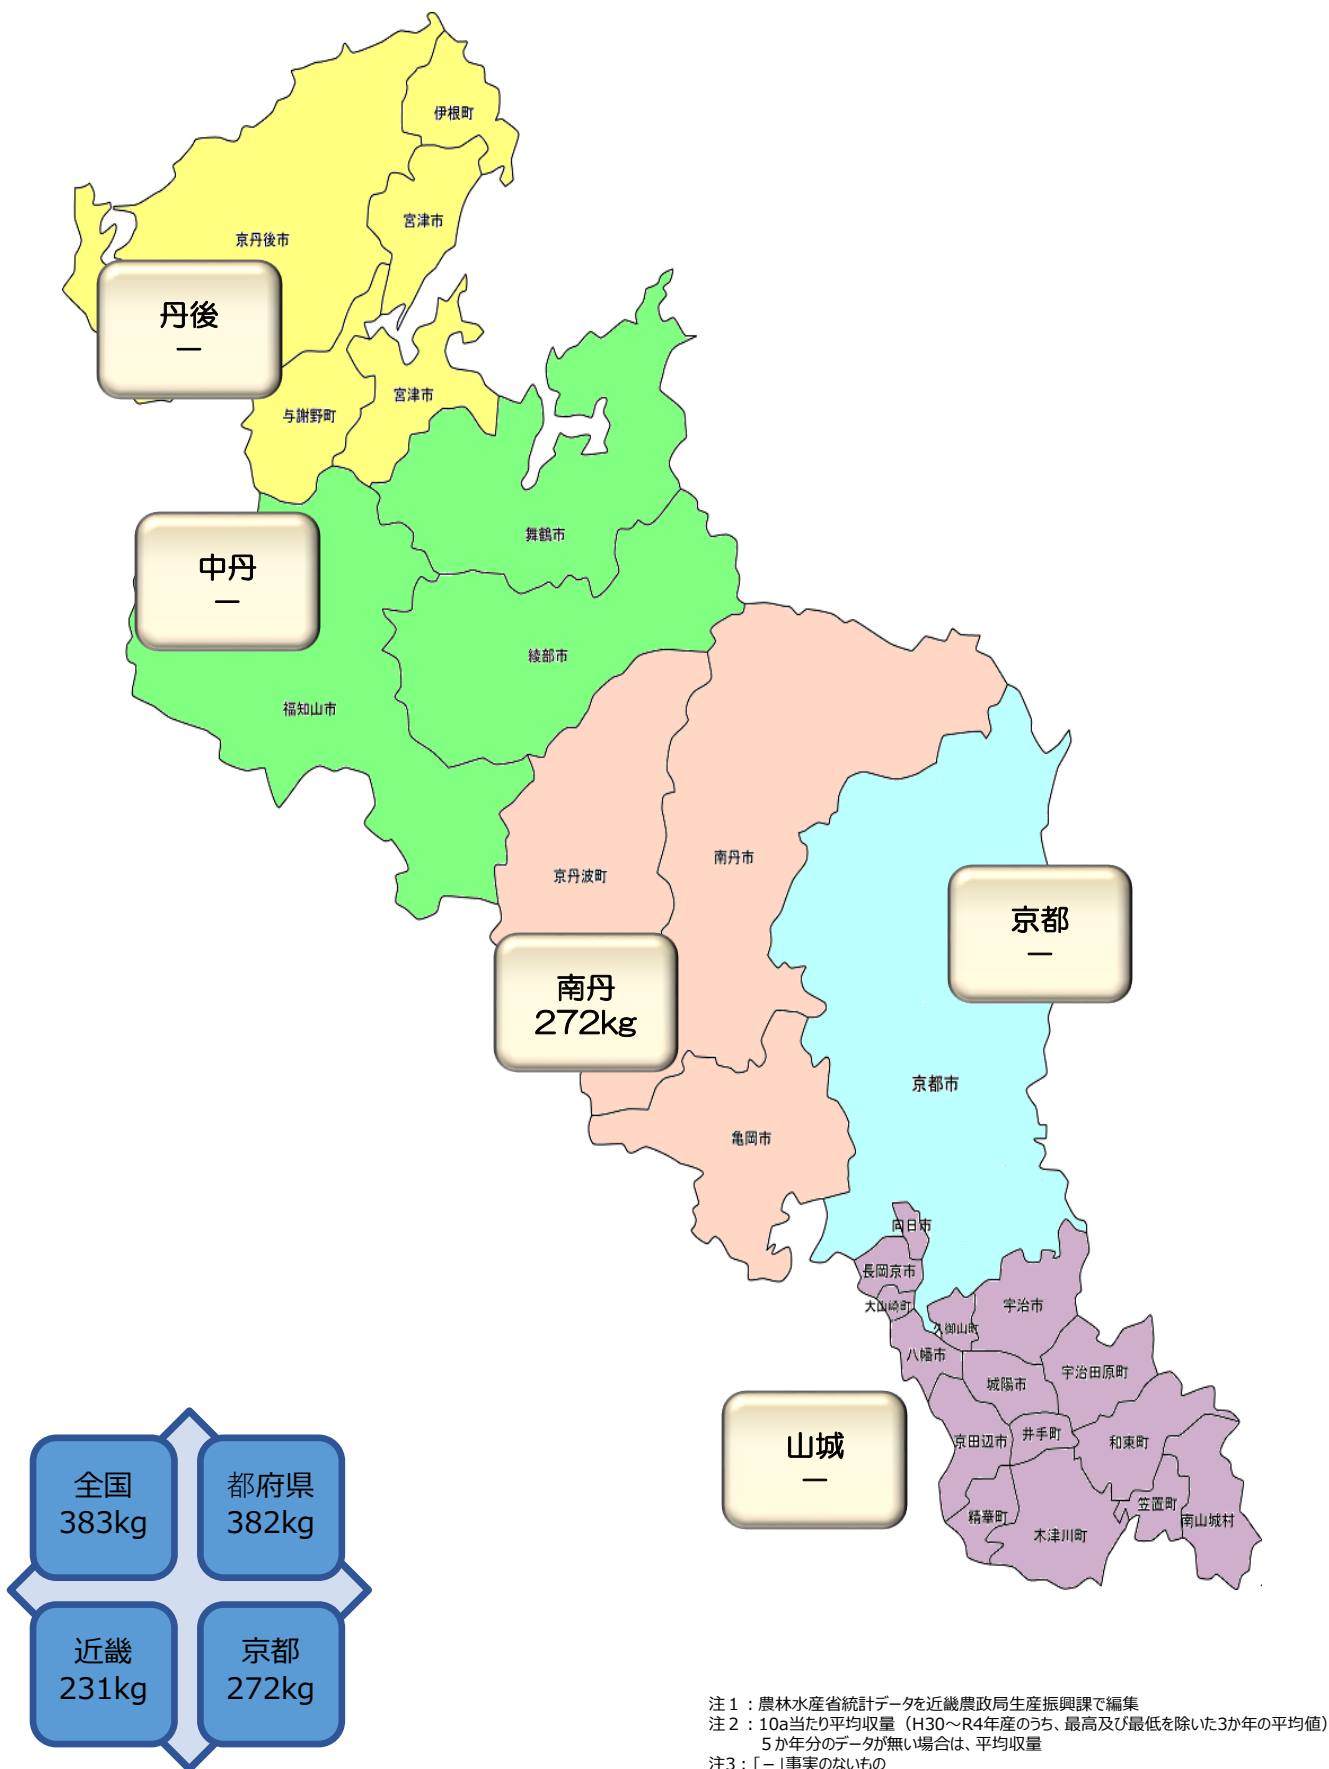 伊根町
宮津市
京丹後市
丹後
－
与謝野町
宮津市
舞鶴市
中丹
－
綾部市
福知山市
南丹市
京丹波町
京都
－
南丹
272kg
京都市
亀岡市
向日市
長岡京市
大山崎町
宇治市
久御山町
八幡市
宇治田原町
城陽市
井手町
京田辺市
和束町
山城
－
笠置町
精華町
南山城村
木津川町
全国
383kg
都府県
382kg
近畿
231kg
京都
272kg
注１：農林水産省統計データを近畿農政局生産振興課で編集
注２：10a当たり平均収量（H30～R4年産のうち、最高及び最低を除いた3か年の平均値）
５か年分のデータが無い場合は、平均収量
注3：「－」事実のないもの